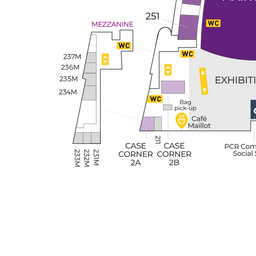 251
WC
MEZZANINE
WC
WC
237M
236M
235M
234M
EXHIBITI
WC
Bag
pick-up
Café
Maillot
211
231M
232M
233M
CASE
CORNER
2A
CASE
CORNER
2B
PCR Com
Social S